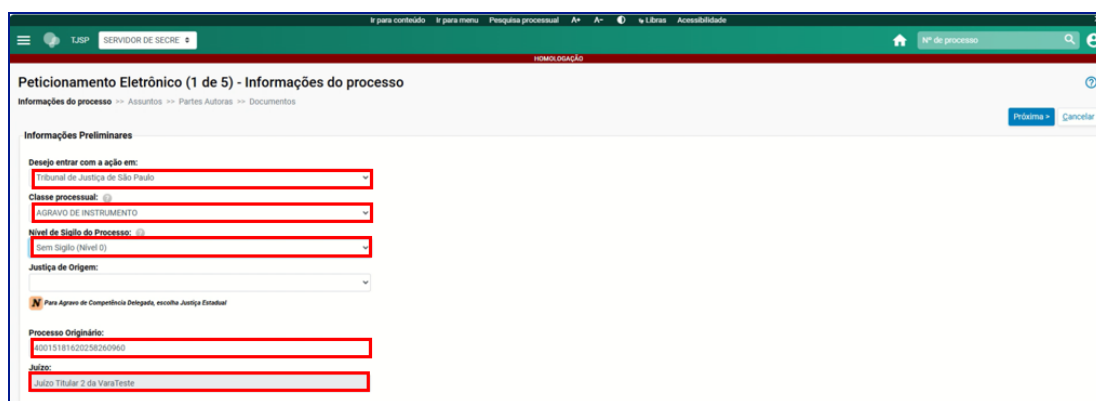 Ir para conteúdo Ir para menu Pesquisa processual A+ A- Libras Acessibilidade
TJSP SERVIDOR DE SECRE Nº de processo
HOMOLOGAÇÃO
Peticionamento Eletrônico (1 de 5) - Informações do processo
Informações do processo >> Assuntos >> Partes Autoras >> Documentos
Próxima > Cancelar
Informações Preliminares
Desejo entrar com a ação em:
Tribunal de Justiça de São Paulo
Classe processual:
AGRAVO DE INSTRUMENTO
Nível de Sigilo do Processo:
Sem Sigilo (Nível 0)
Justiça de Origem:
N Para Agravo de Competência Delegada, escolha Justiça Estadual
Processo Originário:
40015181620258260960
Juízo:
Juízo Titular 2 da VaraTeste